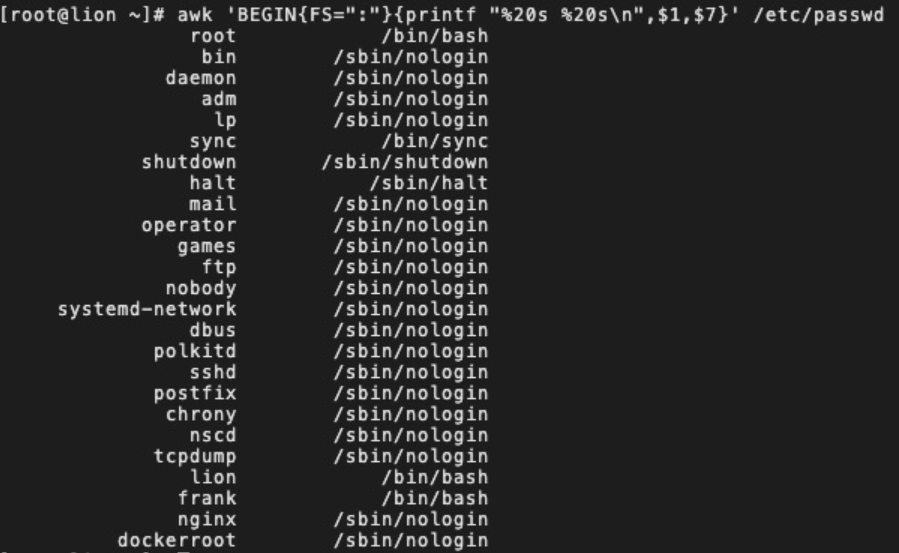 [root@lion ~]# awk 'BEGIN{FS=":"}{printf "%20s %20s\n",$1,$7}' /etc/passwd
root /bin/bash
bin /sbin/nologin
daemon /sbin/nologin
adm /sbin/nologin
lp /sbin/nologin
sync /bin/sync
shutdown /sbin/shutdown
halt /sbin/halt
mail /sbin/nologin
operator /sbin/nologin
games /sbin/nologin
ftp /sbin/nologin
nobody /sbin/nologin
systemd-network /sbin/nologin
dbus /sbin/nologin
polkitd /sbin/nologin
sshd /sbin/nologin
postfix /sbin/nologin
chrony /sbin/nologin
nscd /sbin/nologin
tcpdump /sbin/nologin
lion /bin/bash
frank /bin/bash
nginx /sbin/nologin
dockerroot /sbin/nologin